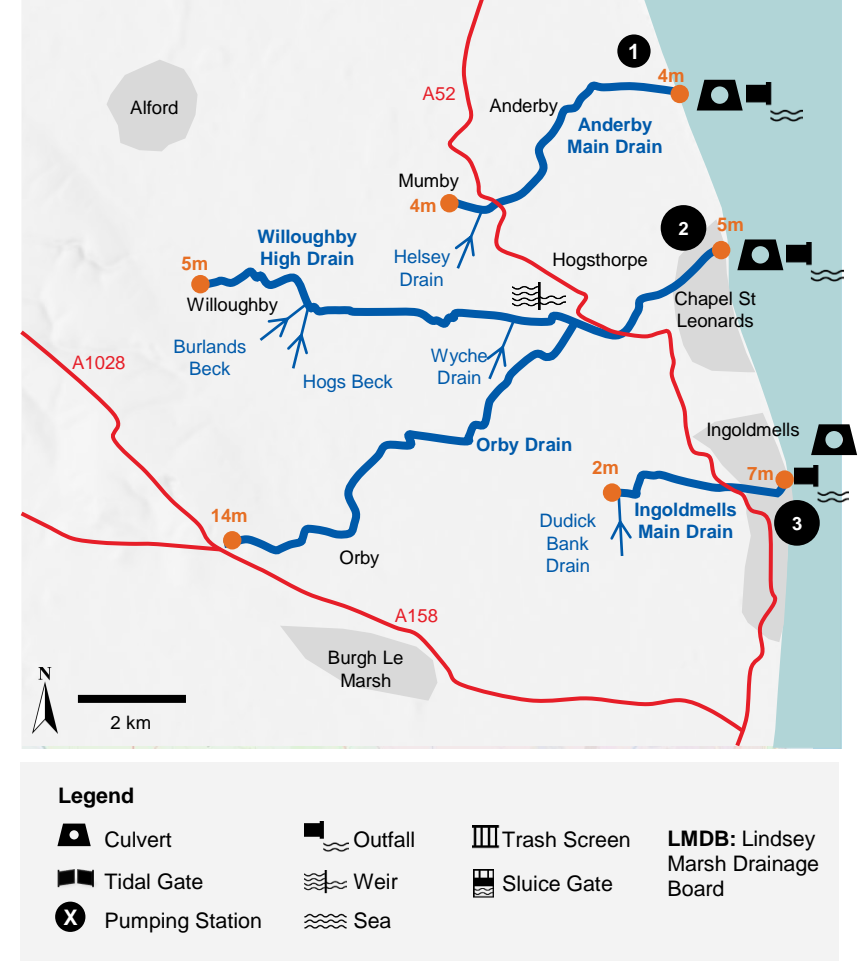 1
4m
A52
Anderby
Alford
Anderby
Main Drain
Mumby
4m
2
5m
Willoughby
High Drain
Helsey
Drain
Hogsthorpe
5m
Willoughby
Chapel St
Leonards
Burlands
Beck
Wyche
Drain
A1028
Hogs Beck
Ingoldmells
Orby Drain
2m
7m
14m
Ingoldmells
Main Drain
3
Dudick
Bank
Drain
Orby
A158
Burgh Le
Marsh
N
2 km
Legend
Culvert
Outfall
Trash Screen
LMDB: Lindsey
Marsh Drainage
Board
Tidal Gate
Weir
Sluice Gate
X
Pumping Station
Sea